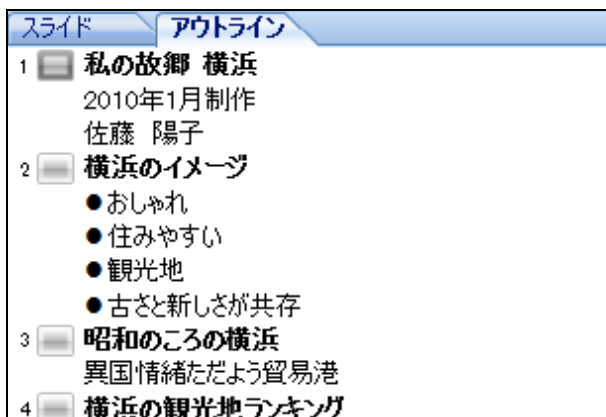 スライド アウトライン
1 私の故郷 横浜
2010年1月制作
佐藤 陽子
2 横浜のイメージ
●おしゃれ
●住みやすい
●観光地
●古さと新しさが共存
3 昭和のころの横浜
異国情緒ただよう貿易港
4 横浜の観光地ランキング